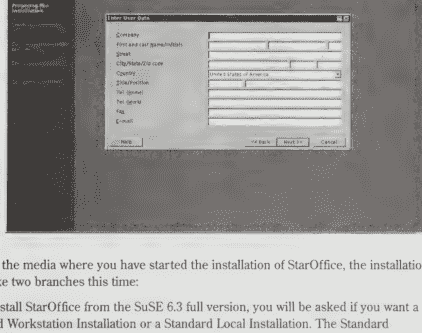 Preparing the
Installation
Enter User Data
Company
First and Last Name/Initials
Street
City/State/Zip code
Country
United States of America
Title/Position
Tel. (Home)
Tel. (Work)
Fax
E-mail
Help
<< Back
Next >>
Cancel
the media where you have started the installation of StarOffice, the installatio
ke two branches this time:
stall StarOffice from the SuSE 6.3 full version, you will be asked if you want a
d Workstation Installation or a Standard Local Installation. The Standard